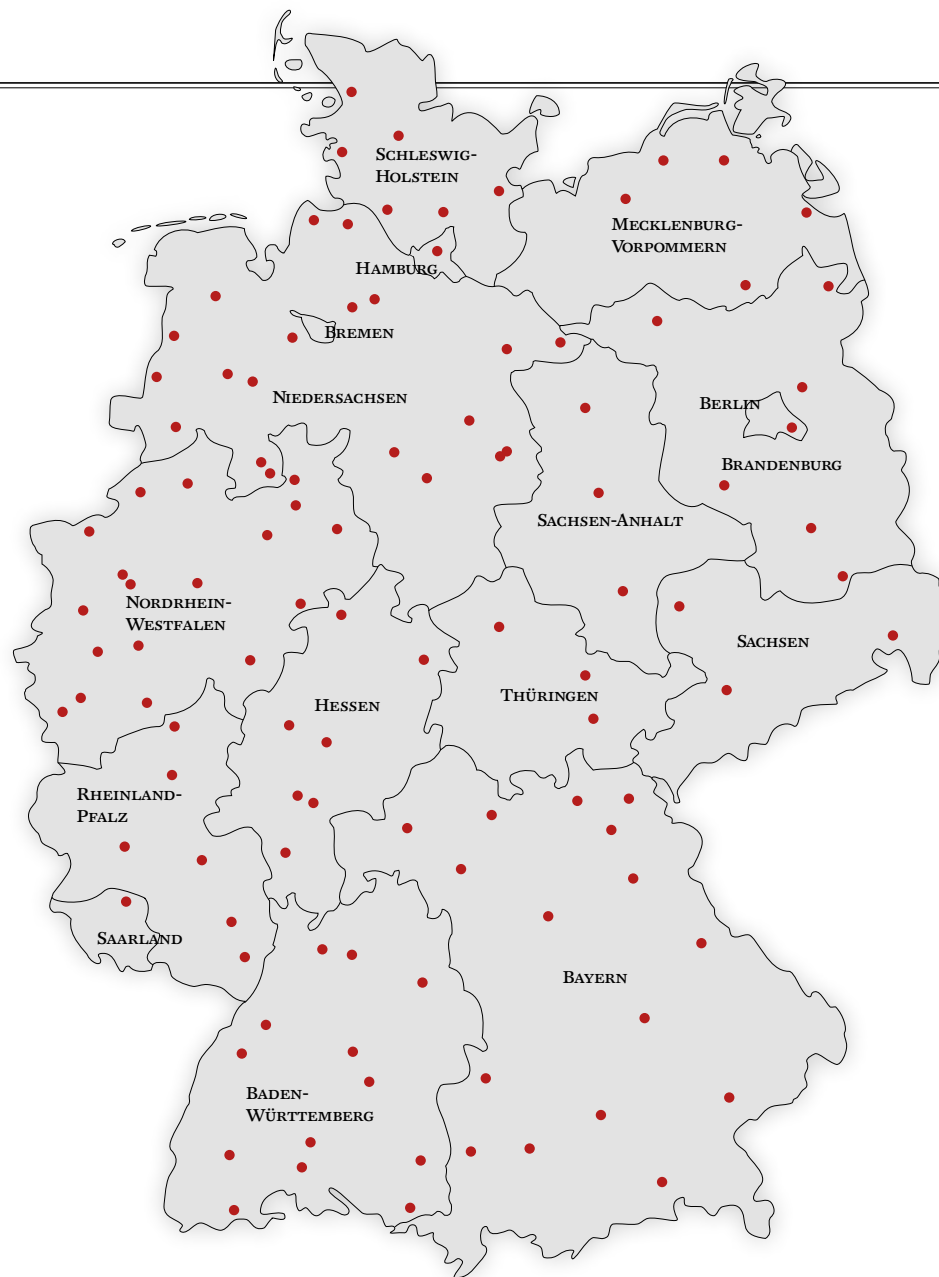 Schleswig-
Holstein
Mecklenburg-
Vorpommern
Hamburg
Bremen
Niedersachsen
Berlin
Brandenburg
Sachsen-Anhalt
Nordrhein-
Westfalen
Sachsen
Thüringen
Hessen
Rheinland-
Pfalz
Saarland
Bayern
Baden-
Württemberg